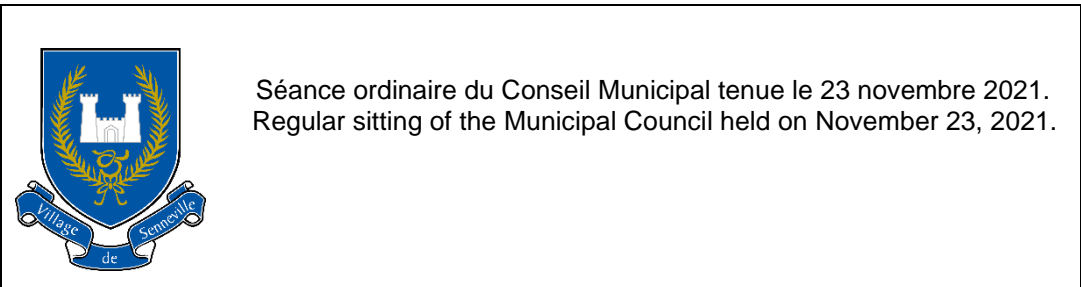 Séance ordinaire du Conseil Municipal tenue le 23 novembre 2021.
Regular sitting of the Municipal Council held on November 23, 2021.
Village
de
Senneville